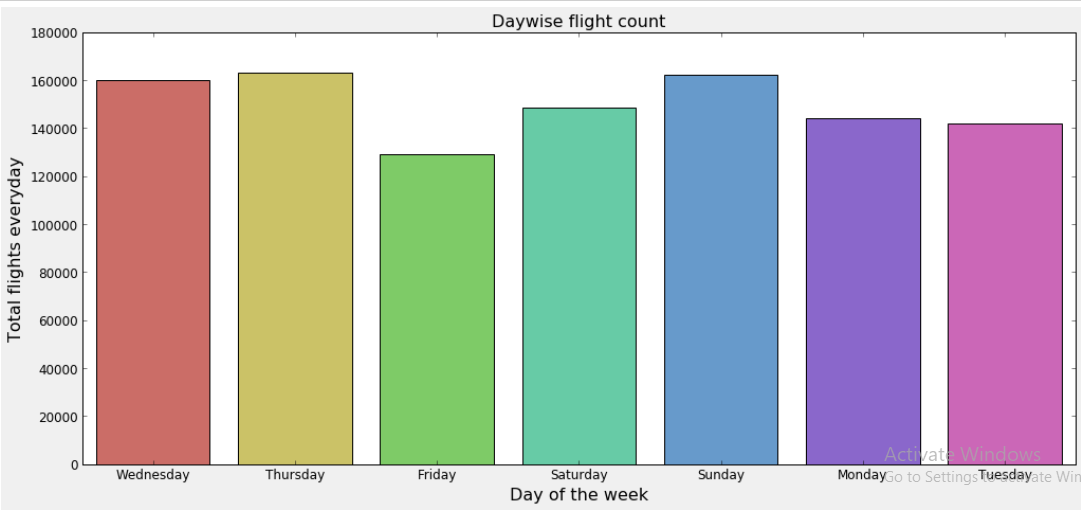 Daywise flight count
Total flights everyday
180000
160000
140000
120000
100000
80000
60000
40000
20000
0
Wednesday Thursday Friday Saturday Sunday Monday Tuesday
Day of the week
Activate Windows
Go to Settings to activate Win